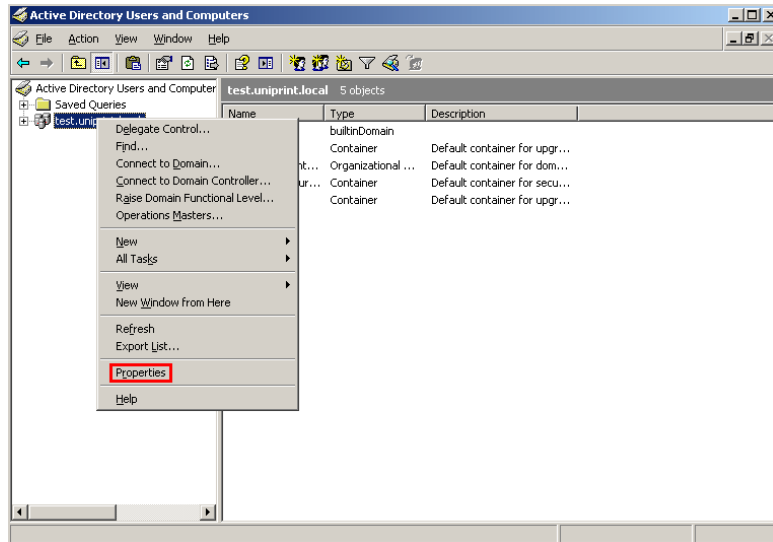 Active Directory Users and Computers
File Action View Window Help
Active Directory Users and Computer
Saved Queries
test.uniprint.local 5 objects
Name Type Description
builtinDomain
Container Default container for upgr...
Organizational ... Default container for dom...
Container Default container for secu...
Container Default container for upgr...
Delegate Control...
Find...
Connect to Domain...
Connect to Domain Controller...
Raise Domain Functional Level...
Operations Masters...
New
All Tasks
View
New Window from Here
Refresh
Export List...
Properties
Help